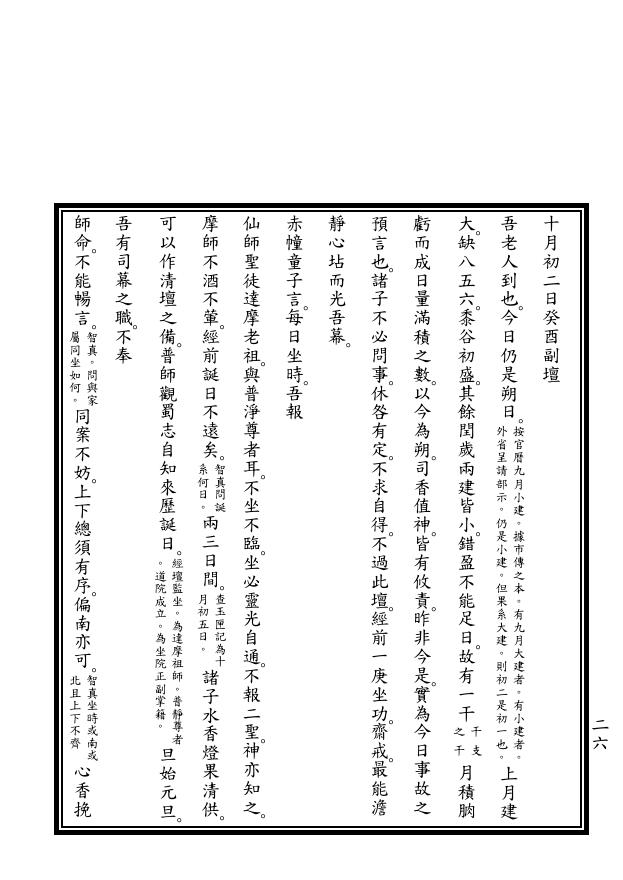 十月初二日癸酉副壇
吾老人到也。今日仍是朔日。按官曆九月小建。據市傳之本。有九月大建者。有小建者。外省呈請部示。仍是小建。但果系大建。則初二是初一也。上月建
大。缺八五六。黍谷初盛。其餘閏歲兩建皆小。錯盈不能足日。故有一干干支之干月積朒
虧而成日量滿積之數。以今為朔。司香值神。皆有攸責。昨非今是。實為今日事故之
預言也。諸子不必問事。休咎有定。不求自得。不過此壇。經前一庚坐功。齋戒。最能澹
靜心坫而光吾幕。
赤幢童子言。每日坐時。吾報
仙師聖徒達摩老祖。與普淨尊者耳。不坐不臨。坐必靈光自通。不報二聖。神亦知之。
摩師不酒不葷。經前誕日不遠矣。智真問誕系何日。兩三日間。查玉匣記為十月初五日。諸子水香燈果清供。
可以作清壇之備。普師觀蜀志自知來歷誕日。經壇監坐。為達摩祖師。普靜尊者。道院成立。為坐院正副掌籍。旦始元旦。
吾有司幕之職。不奉
師命。不能暢言。智真。問與家屬同坐如何。同案不妨。上下總須有序。偏南亦可。智真坐時或南或北且上下不齊心香挽
二六